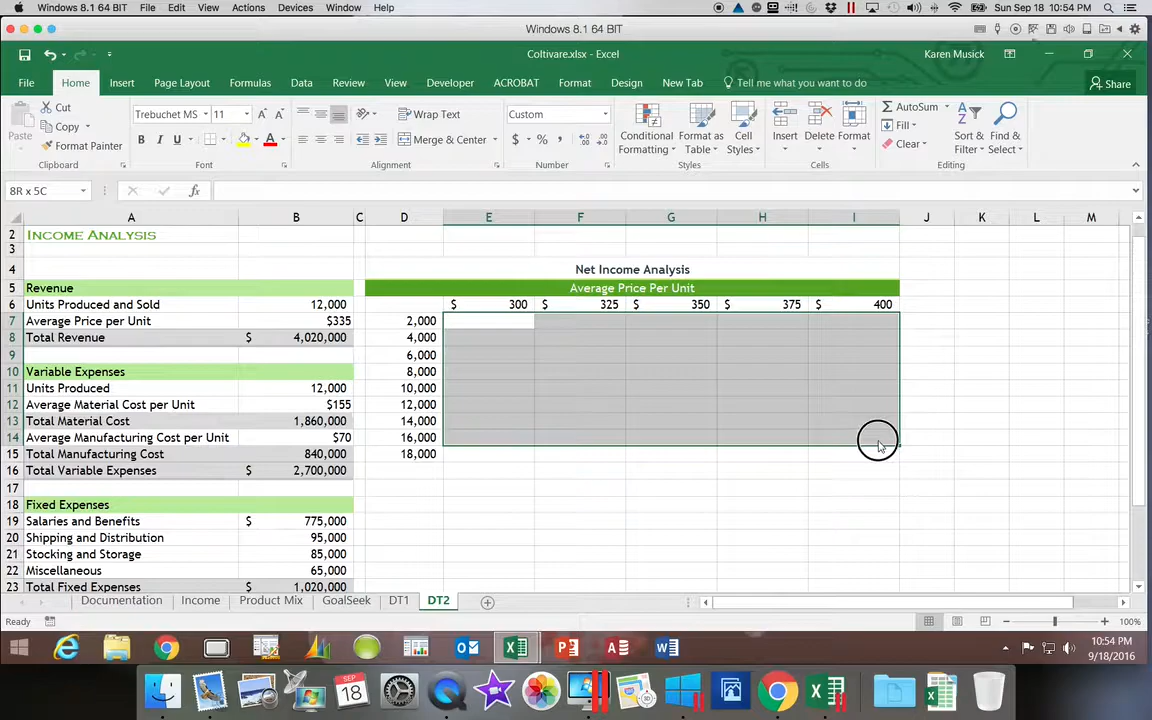 Windows 8.1 64 BIT File Edit View Actions Devices Window Help Sun Sep 18 10:54 PM
Windows 8.1 64 BIT
Coltivare.xlsx - Excel Karen Musick
File Home Insert Page Layout Formulas Data Review View Developer ACROBAT Format Design New Tab Tell me what you want to do Share
Paste
Cut
Copy
Format Painter
Clipboard
Trebuchet MS 11
B I U
Font
Wrap Text
Merge & Center
Alignment
Custom
$ % ,
Number
Conditional Formatting
Format as Table
Cell Styles
Styles
Insert Delete Format
Cells
AutoSum
Fill
Clear
Sort & Filter
Find & Select
Editing
8R x 5C fx
A B C D E F G H I J K L M
2 INCOME ANALYSIS
3
4 Net Income Analysis
5 Revenue Average Price Per Unit
6 Units Produced and Sold 12,000 $ 300 $ 325 $ 350 $ 375 $ 400
7 Average Price per Unit $335 2,000
8 Total Revenue $ 4,020,000 4,000
9 6,000
10 Variable Expenses 8,000
11 Units Produced 12,000 10,000
12 Average Material Cost per Unit $155 12,000
13 Total Material Cost 1,860,000 14,000
14 Average Manufacturing Cost per Unit $70 16,000
15 Total Manufacturing Cost 840,000 18,000
16 Total Variable Expenses $ 2,700,000
17
18 Fixed Expenses
19 Salaries and Benefits $ 775,000
20 Shipping and Distribution 95,000
21 Stocking and Storage 85,000
22 Miscellaneous 65,000
23 Total Fixed Expenses $ 1,020,000
Documentation Income Product Mix GoalSeek DT1 DT2
Ready 100%
10:54 PM
9/18/2016
SEP
18